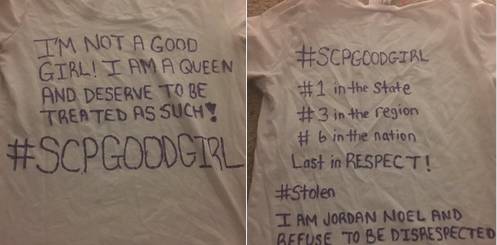 I'M NOT A GOOD
GIRL! I AM A QUEEN
AND DESERVE TO BE
TREATED AS SUCH!
#SCPGOODGIRL
#SCPGOODGIRL
#1 in the State
#3 in the region
#6 in the nation
Last in RESPECT!
#Stolen
I AM JORDAN NOEL AND
REFUSE TO BE DISRESPECTED